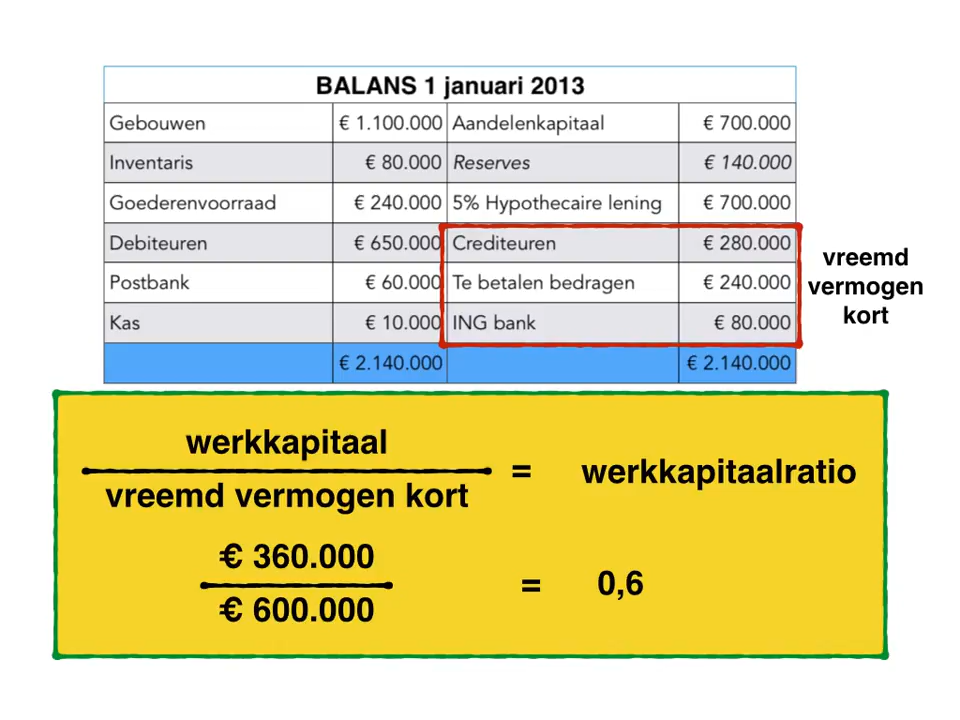 BALANS 1 januari 2013
Gebouwen € 1.100.000 Aandelenkapitaal € 700.000
Inventaris € 80.000 Reserves € 140.000
Goederenvoorraad € 240.000 5% Hypothecaire lening € 700.000
Debiteuren € 650.000 Crediteuren € 280.000
Postbank € 60.000 Te betalen bedragen € 240.000
Kas € 10.000 ING bank € 80.000
€ 2.140.000 € 2.140.000
vreemd
vermogen
kort
werkkapitaal
vreemd vermogen kort
= werkkapitaalratio
€ 360.000
€ 600.000
= 0,6